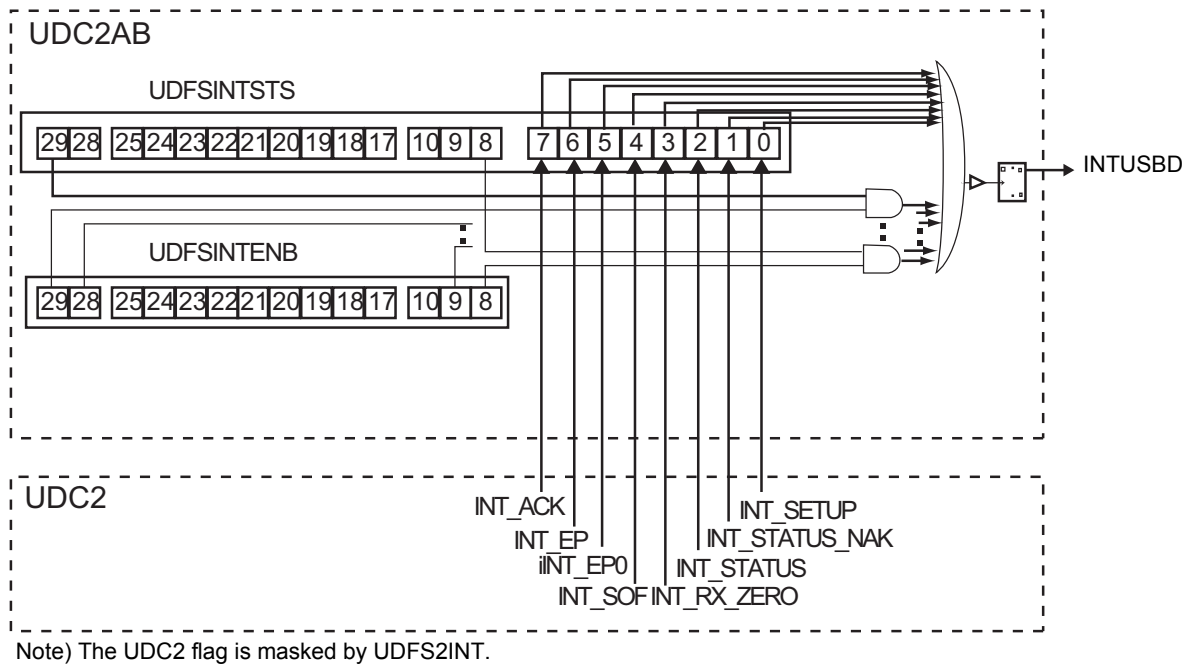 UDC2AB
UDFSINTSTS
29 28 25 24 23 22 21 20 19 18 17 10 9 8 7 6 5 4 3 2 1 0
INTUSBD
UDFSINTENB
29 28 25 24 23 22 21 20 19 18 17 10 9 8
UDC2
INT_ACK
INT_SETUP
INT_EP
INT_STATUS_NAK
iINT_EP0
INT_STATUS
INT_SOF INT_RX_ZERO
Note) The UDC2 flag is masked by UDFS2INT.